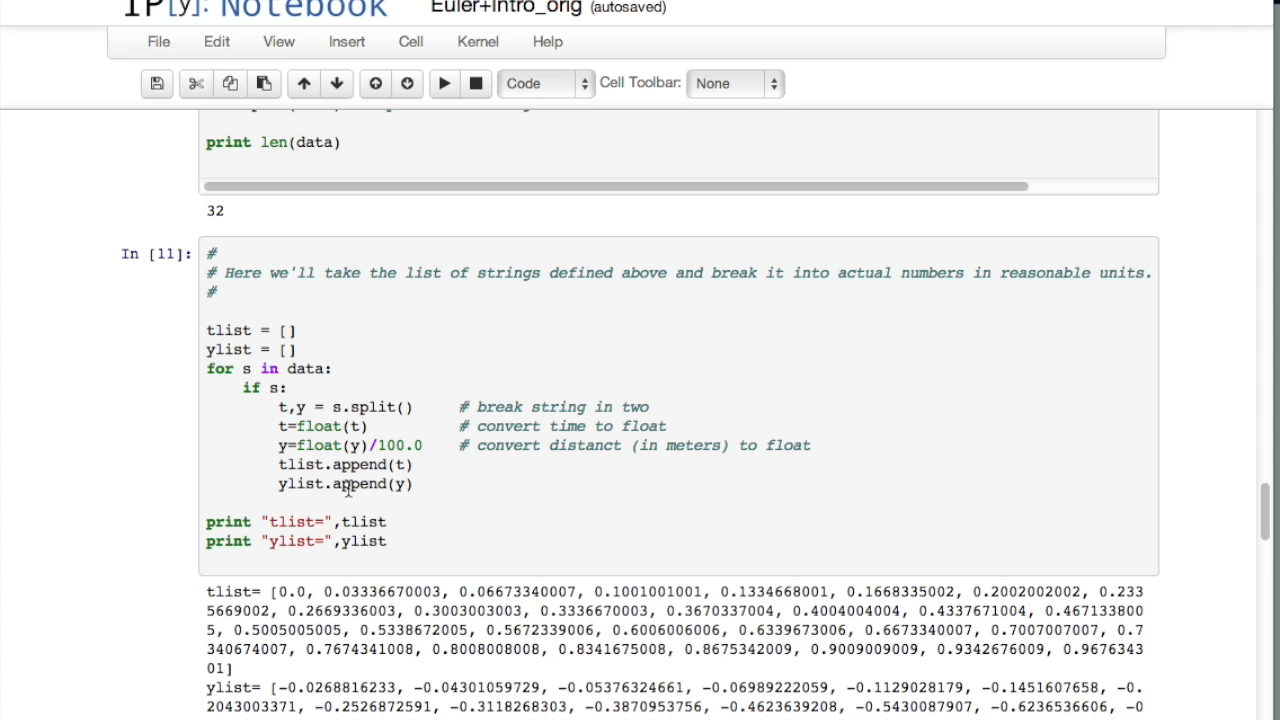 IP[y]: Notebook Euler+Intro_orig (autosaved)
File Edit View Insert Cell Kernel Help
Code Cell Toolbar: None
print len(data)
32
In [11]: #
# Here we'll take the list of strings defined above and break it into actual numbers in reasonable units.
#
tlist = []
ylist = []
for s in data:
if s:
t,y = s.split() # break string in two
t=float(t) # convert time to float
y=float(y)/100.0 # convert distanct (in meters) to float
tlist.append(t)
ylist.append(y)
print "tlist=",tlist
print "ylist=",ylist
tlist= [0.0, 0.03336670003, 0.06673340007, 0.1001001001, 0.1334668001, 0.1668335002, 0.2002002002, 0.233
5669002, 0.2669336003, 0.3003003003, 0.3336670003, 0.3670337004, 0.4004004004, 0.4337671004, 0.467133800
5, 0.5005005005, 0.5338672005, 0.5672339006, 0.6006006006, 0.6339673006, 0.6673340007, 0.7007007007, 0.7
340674007, 0.7674341008, 0.8008008008, 0.8341675008, 0.8675342009, 0.9009009009, 0.9342676009, 0.9676343
01]
ylist= [-0.0268816233, -0.04301059729, -0.05376324661, -0.06989222059, -0.1129028179, -0.1451607658, -0.
2043003371, -0.2526872591, -0.3118268303, -0.3870953756, -0.4623639208, -0.5430087907, -0.6236536606, -0